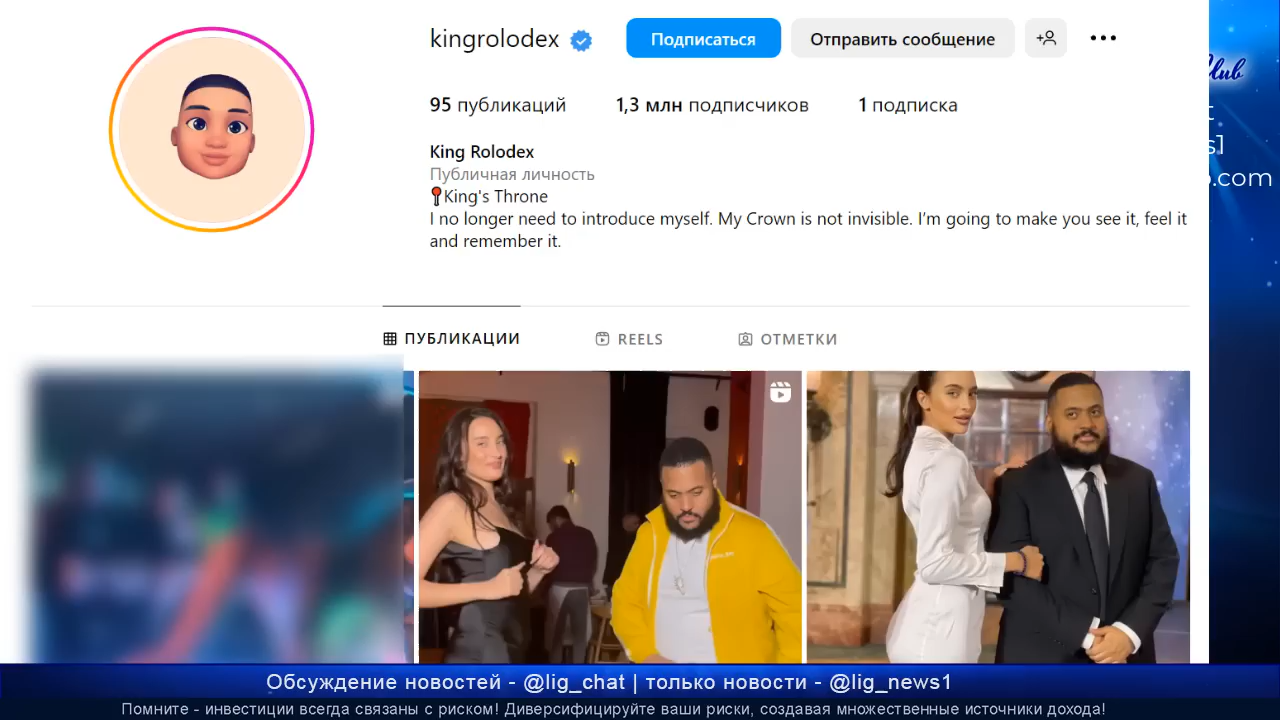 kingrolodex
Подписаться
Отправить сообщение
95 публикаций
1,3 млн подписчиков
1 подписка
King Rolodex
Публичная личность
King's Throne
I no longer need to introduce myself. My Crown is not invisible. I’m going to make you see it, feel it
and remember it.
ПУБЛИКАЦИИ
REELS
ОТМЕТКИ
.com
Обсуждение новостей - @lig_chat | только новости - @lig_news1
Помните - инвестиции всегда связаны с риском! Диверсифицируйте ваши риски, создавая множественные источники дохода!